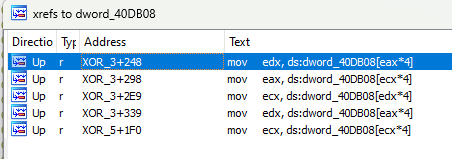 xrefs to dword_40DB08
Directio Typ Address Text
Up r XOR_3+248 mov edx, ds:dword_40DB08[eax*4]
Up r XOR_3+298 mov eax, ds:dword_40DB08[ecx*4]
Up r XOR_3+2E9 mov ecx, ds:dword_40DB08[edx*4]
Up r XOR_3+339 mov edx, ds:dword_40DB08[eax*4]
Up r XOR_5+1F0 mov ecx, ds:dword_40DB08[ecx*4]